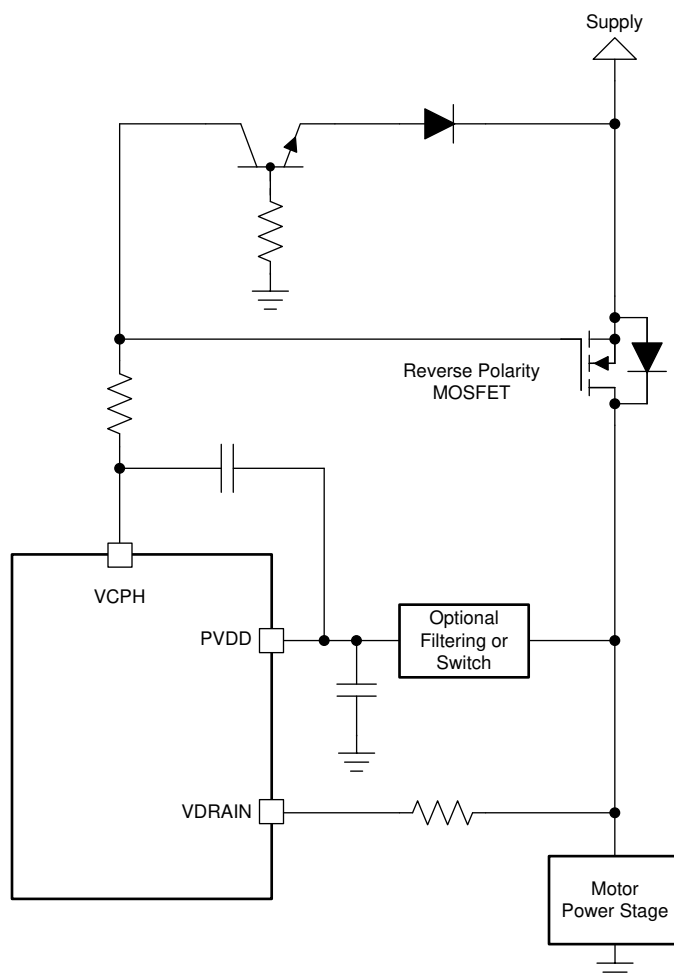 Supply
Reverse Polarity
MOSFET
VCPH
PVDD
Optional
Filtering or
Switch
VDRAIN
Motor
Power Stage